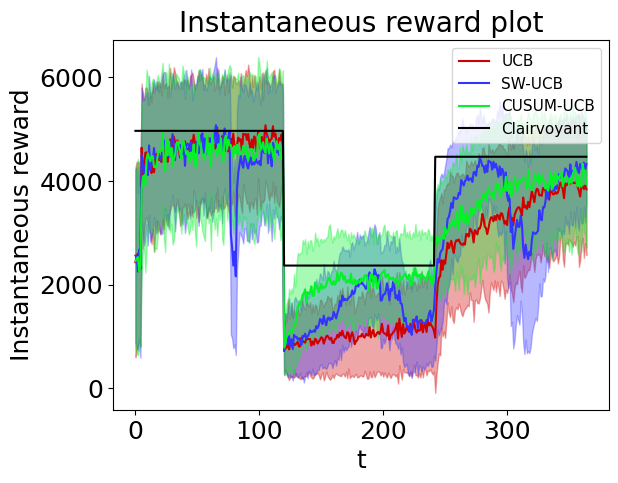 Instantaneous reward plot
Instantaneous reward
6000
4000
2000
0
0 100 200 300
t
UCB
SW-UCB
CUSUM-UCB
Clairvoyant